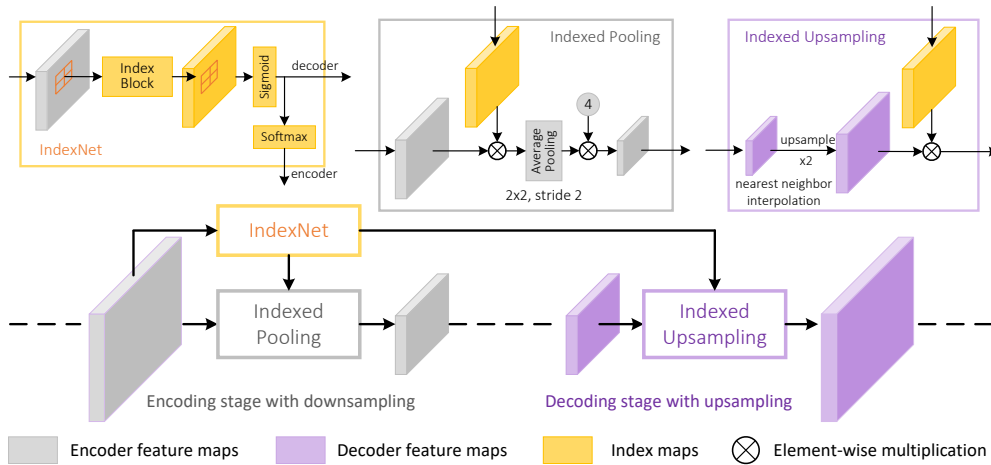 Index
Block
Sigmoid
decoder
Softmax
encoder
IndexNet
Indexed Pooling
4
Average
Pooling
2x2, stride 2
Indexed Upsampling
upsample
x2
nearest neighbor
interpolation
IndexNet
Indexed
Pooling
Indexed
Upsampling
Encoding stage with downsampling
Decoding stage with upsampling
Encoder feature maps
Decoder feature maps
Index maps
Element-wise multiplication